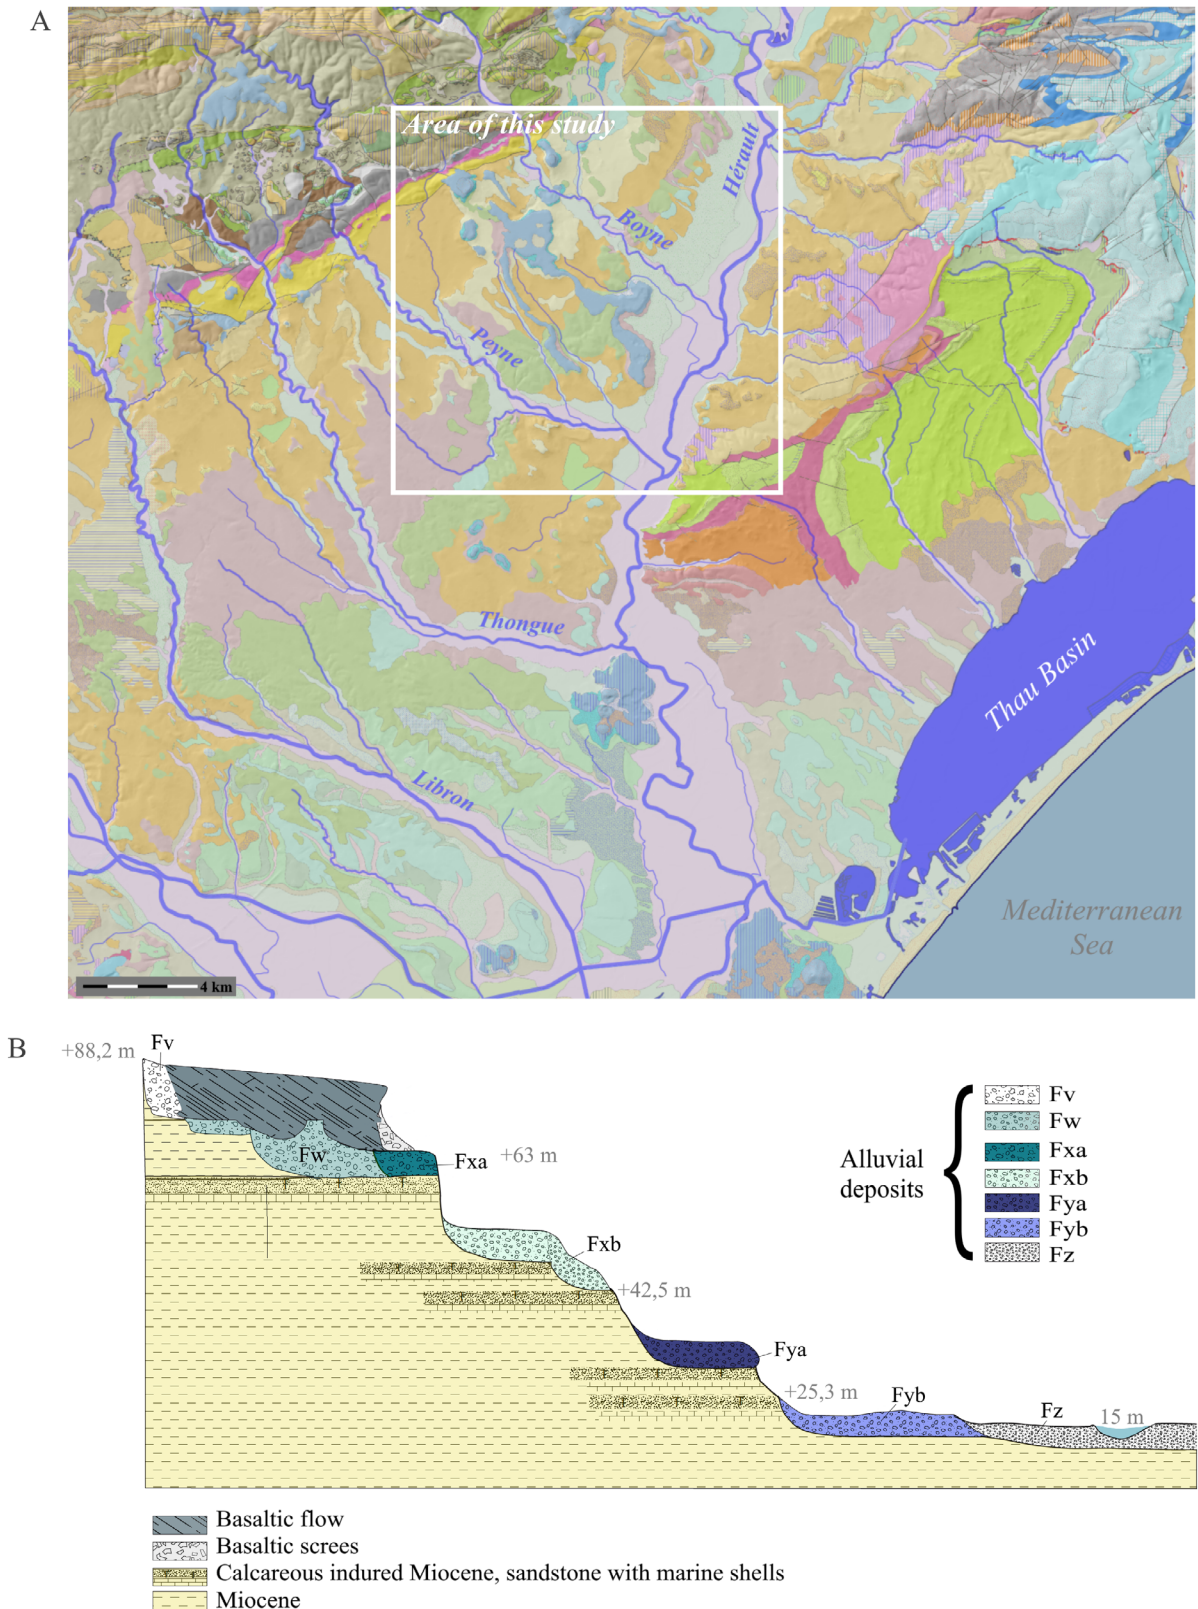 A
Area of this study
Hérault
Boyne
Peyne
Thongue
Thau Basin
Libron
Mediterranean
Sea
4 km
B
+88,2 m
Fv
Fw
Fxa
+63 m
Fxb
+42,5 m
Fya
+25,3 m
Fyb
Fz
15 m
Alluvial
deposits
Fv
Fw
Fxa
Fxb
Fya
Fyb
Fz
Basaltic flow
Basaltic screes
Calcareous indured Miocene, sandstone with marine shells
Miocene